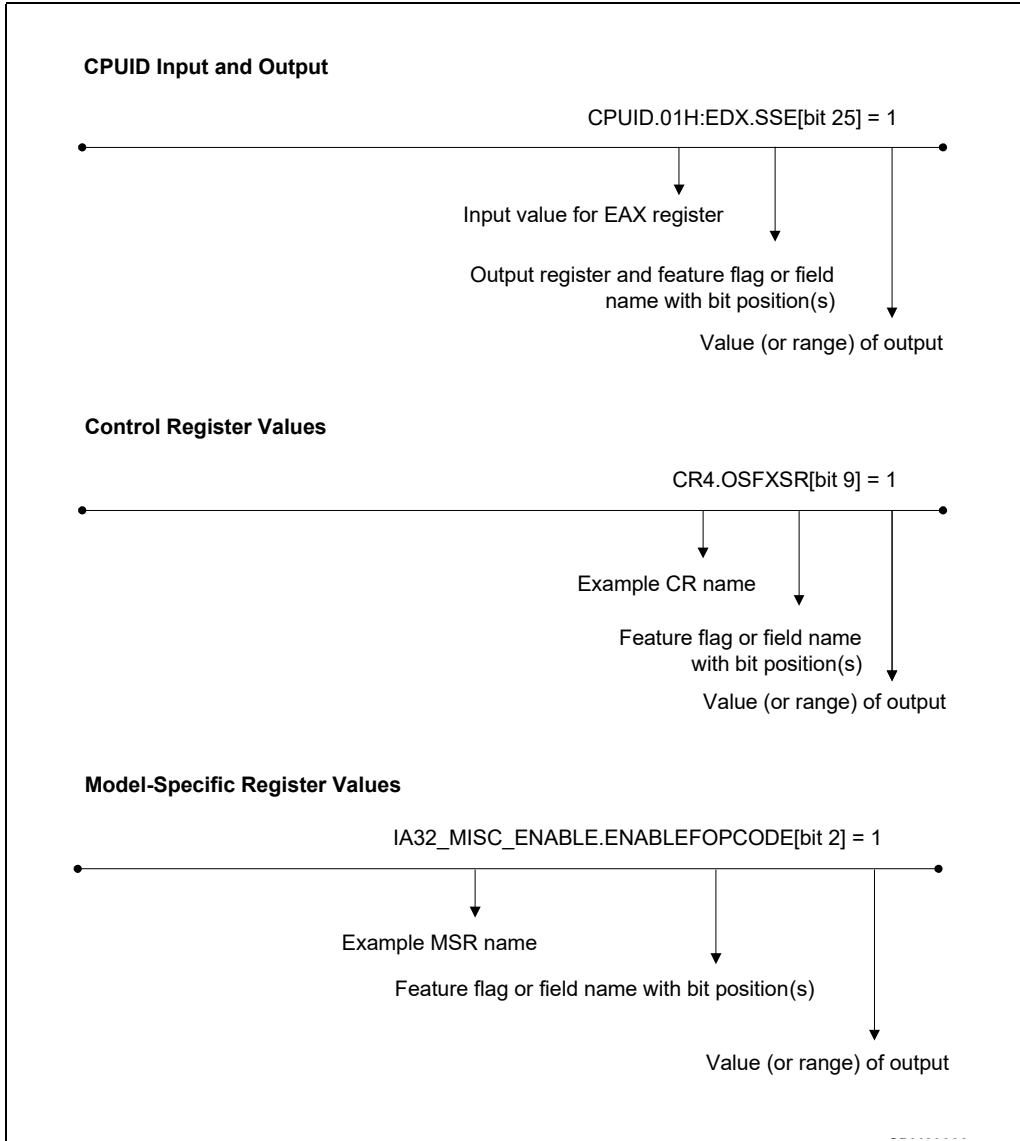 CPUID Input and Output
CPUID.01H:EDX.SSE[bit 25] = 1
Input value for EAX register
Output register and feature flag or field
name with bit position(s)
Value (or range) of output
Control Register Values
CR4.OSFXSR[bit 9] = 1
Example CR name
Feature flag or field name
with bit position(s)
Value (or range) of output
Model-Specific Register Values
IA32_MISC_ENABLE.ENABLEFOPCODE[bit 2] = 1
Example MSR name
Feature flag or field name with bit position(s)
Value (or range) of output